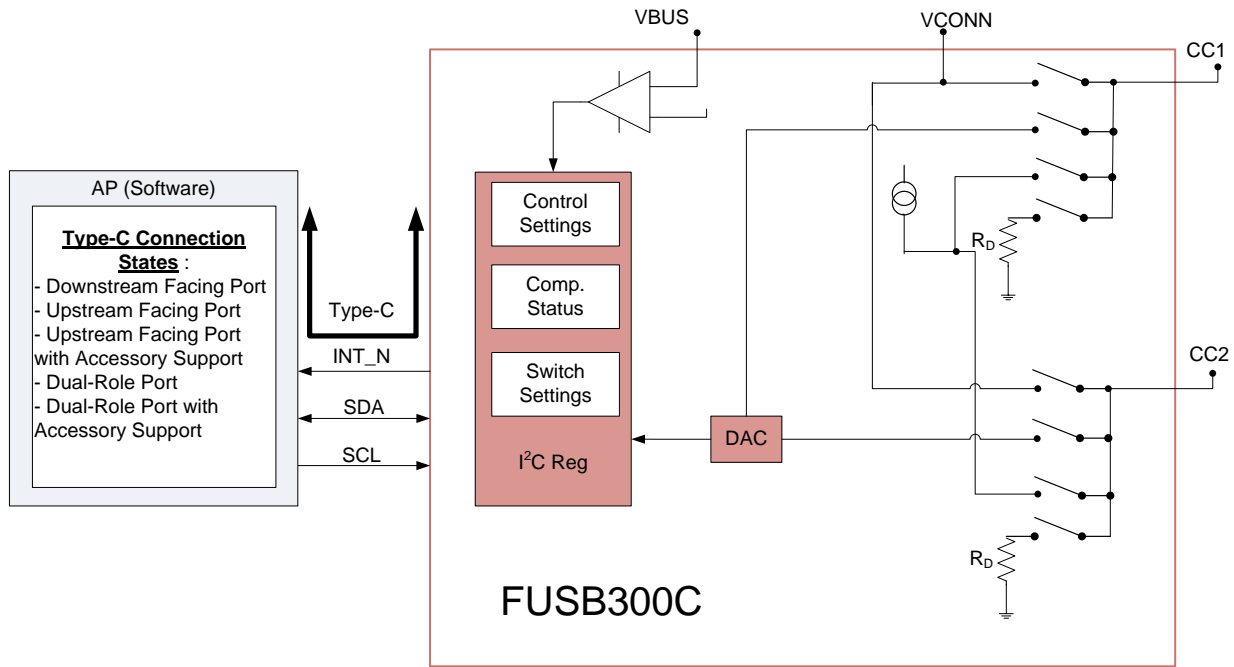 VBUS
VCONN
CC1
AP (Software)
Type-C Connection
States :
- Downstream Facing Port
- Upstream Facing Port
- Upstream Facing Port
with Accessory Support
- Dual-Role Port
- Dual-Role Port with
Accessory Support
Type-C
INT_N
SDA
SCL
Control
Settings
Comp.
Status
Switch
Settings
I²C Reg
DAC
R_D
CC2
R_D
FUSB300C